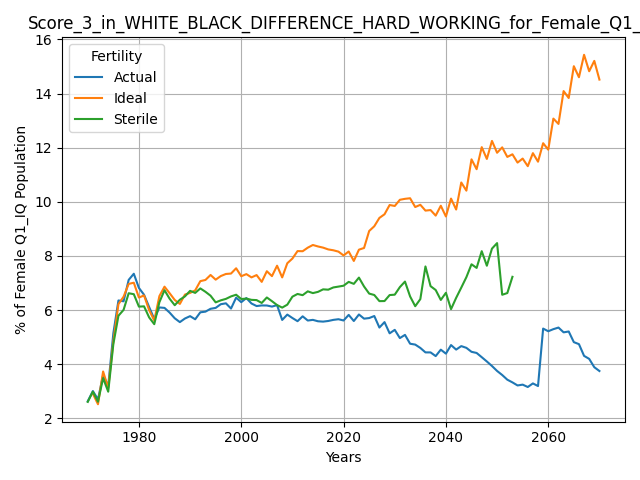 Score_3_in_WHITE_BLACK_DIFFERENCE_HARD_WORKING_for_Female_Q1_
Fertility
Actual
Ideal
Sterile
% of Female Q1_IQ Population
16
14
12
10
8
6
4
2
1980
2000
2020
2040
2060
Years